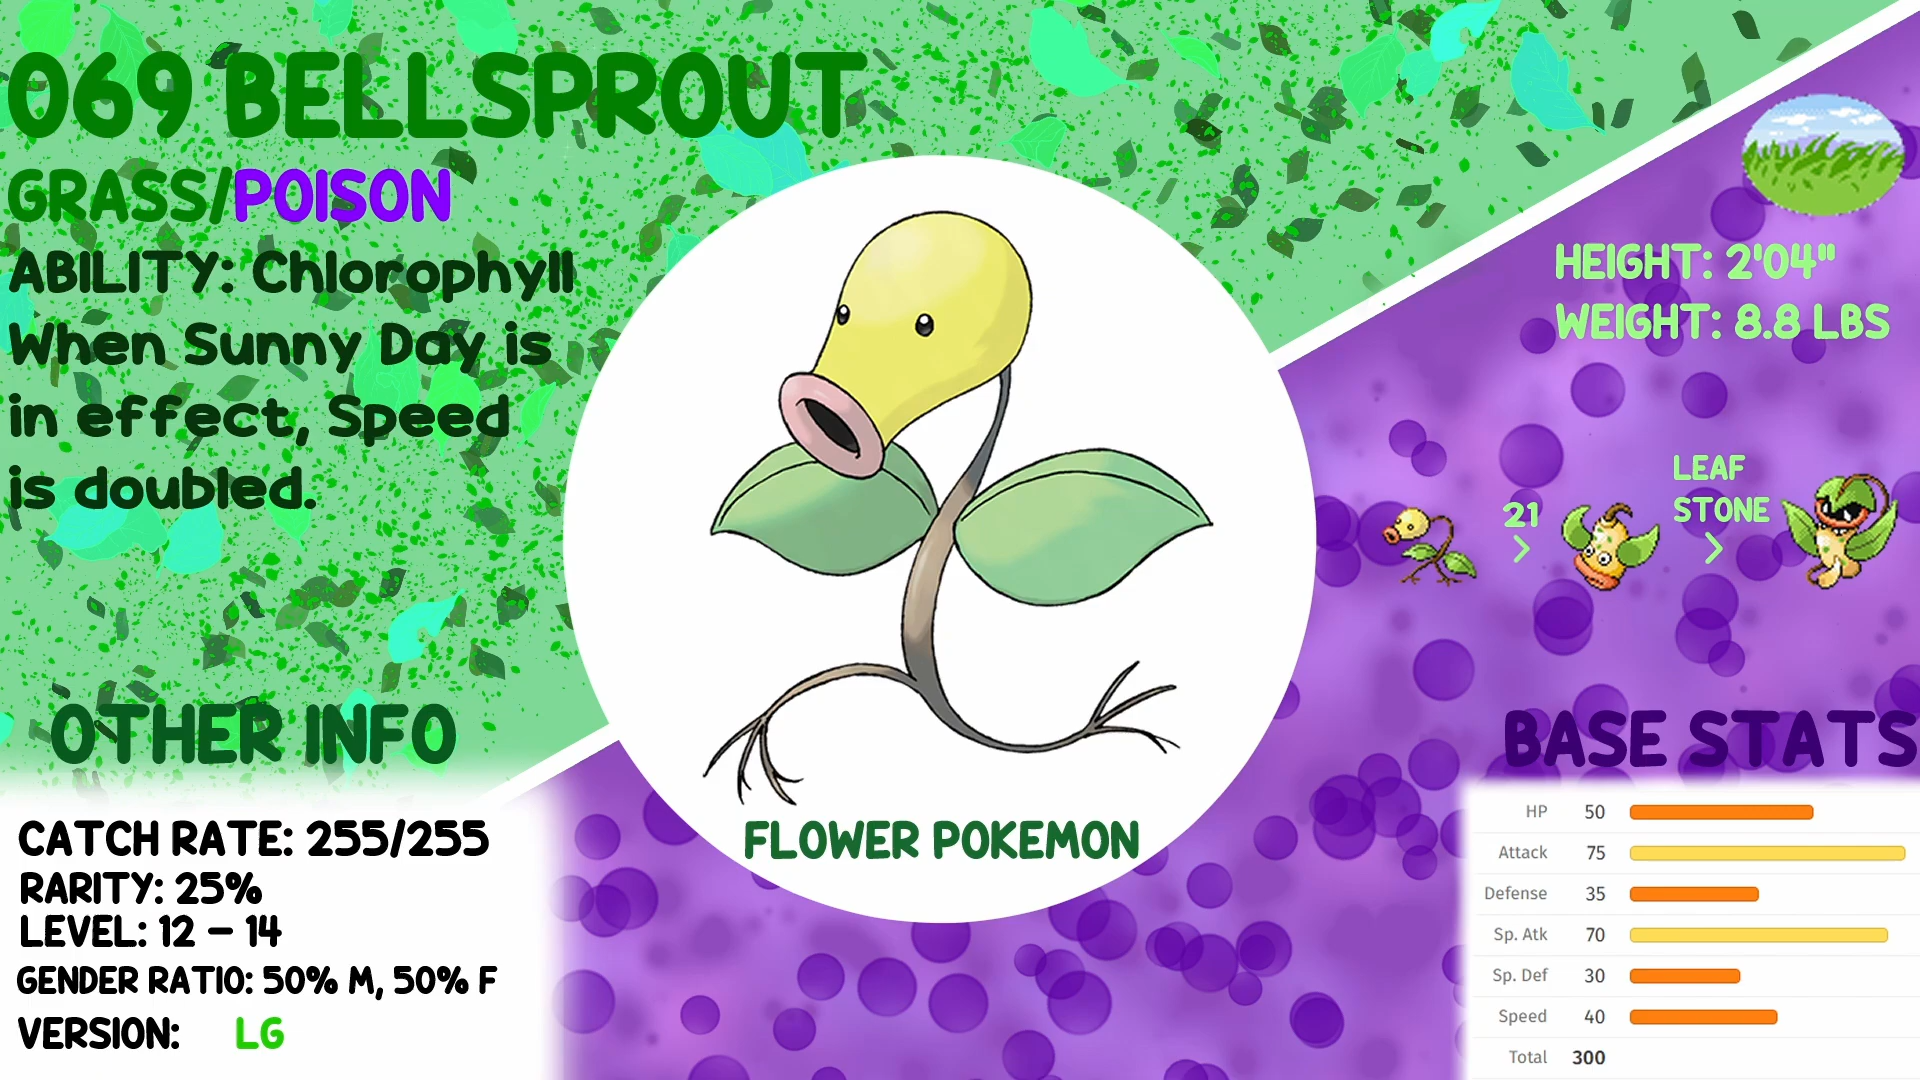 069 BELLSPROUT
GRASS/POISON
ABILITY: Chlorophyll
When Sunny Day is
in effect, Speed
is doubled.
HEIGHT: 2'04"
WEIGHT: 8.8 LBS
21
>
LEAF
STONE
>
FLOWER POKEMON
OTHER INFO
CATCH RATE: 255/255
RARITY: 25%
LEVEL: 12 – 14
GENDER RATIO: 50% M, 50% F
VERSION: LG
BASE STATS
HP 50
Attack 75
Defense 35
Sp. Atk 70
Sp. Def 30
Speed 40
Total 300